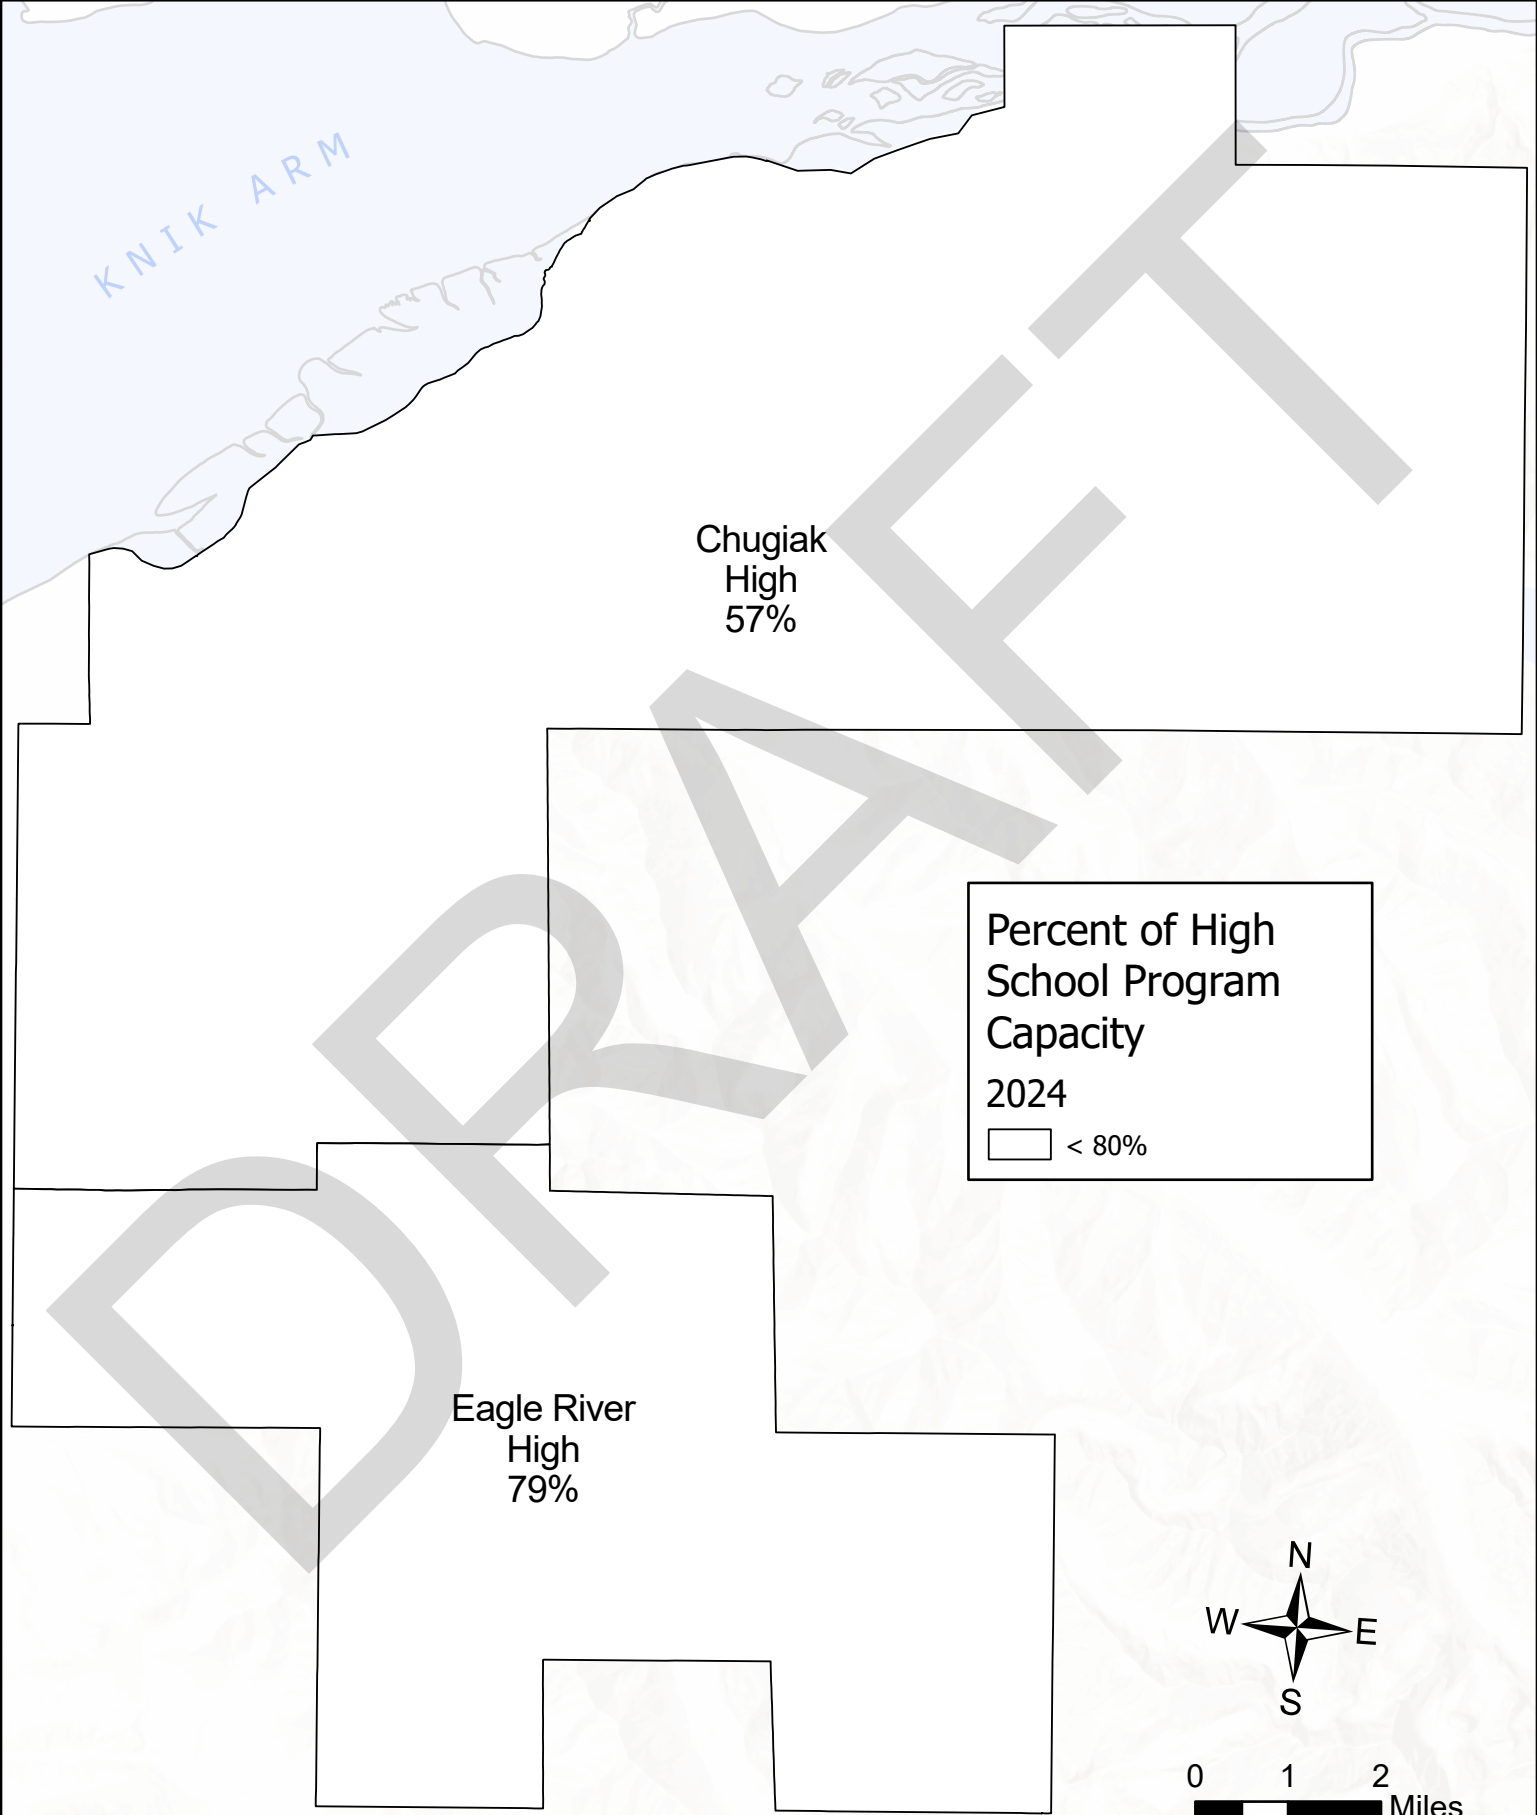 KNIK ARM
Chugiak
High
57%
DRAFT
Percent of High
School Program
Capacity
2024
< 80%
Eagle River
High
79%
N
W E
S
0 1 2
Miles